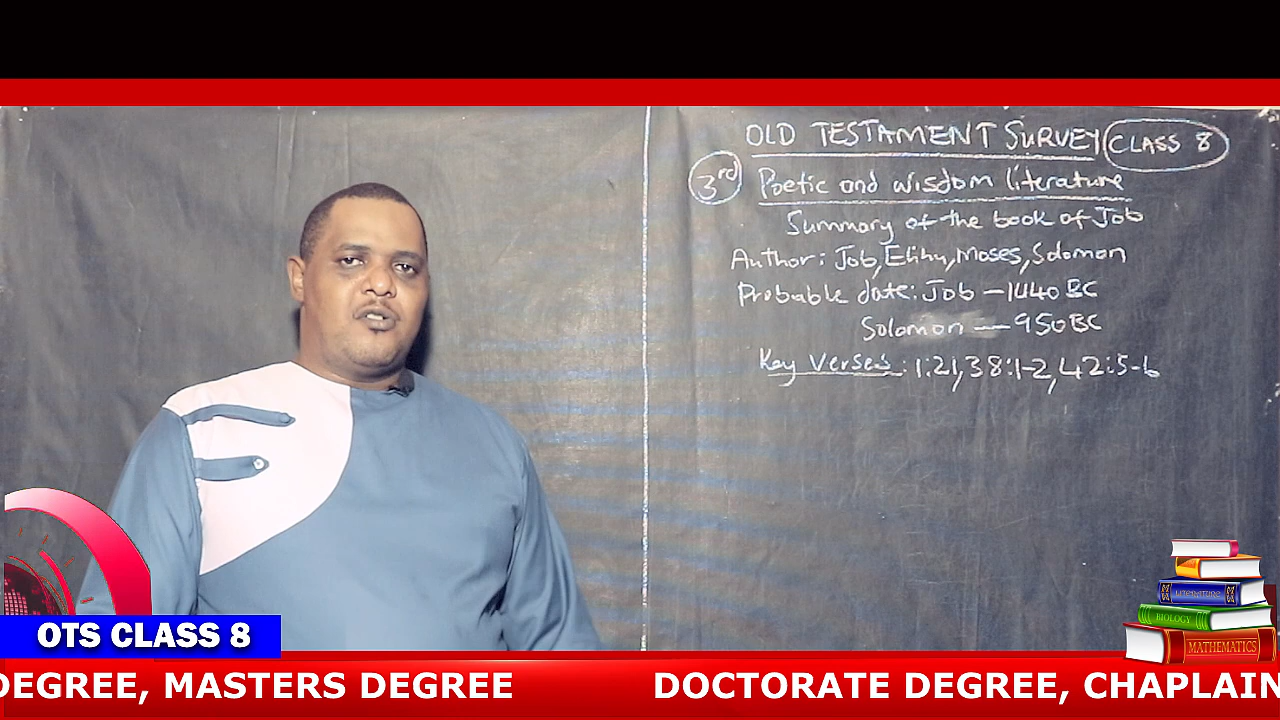 OLD TESTAMENT SURVEY CLASS 8
3rd Poetic and wisdom literature
Summary of the book of Job
Author: Job, Elihu, Moses, Solomon
Probable date: Job - 1440 BC
Solomon - 950 BC
Key Verses: 1:21, 38:1-2, 42:5-6
LITERATURE
BIOLOGY
MATHEMATICS
OTS CLASS 8
DEGREE, MASTERS DEGREE DOCTORATE DEGREE, CHAPLAIN